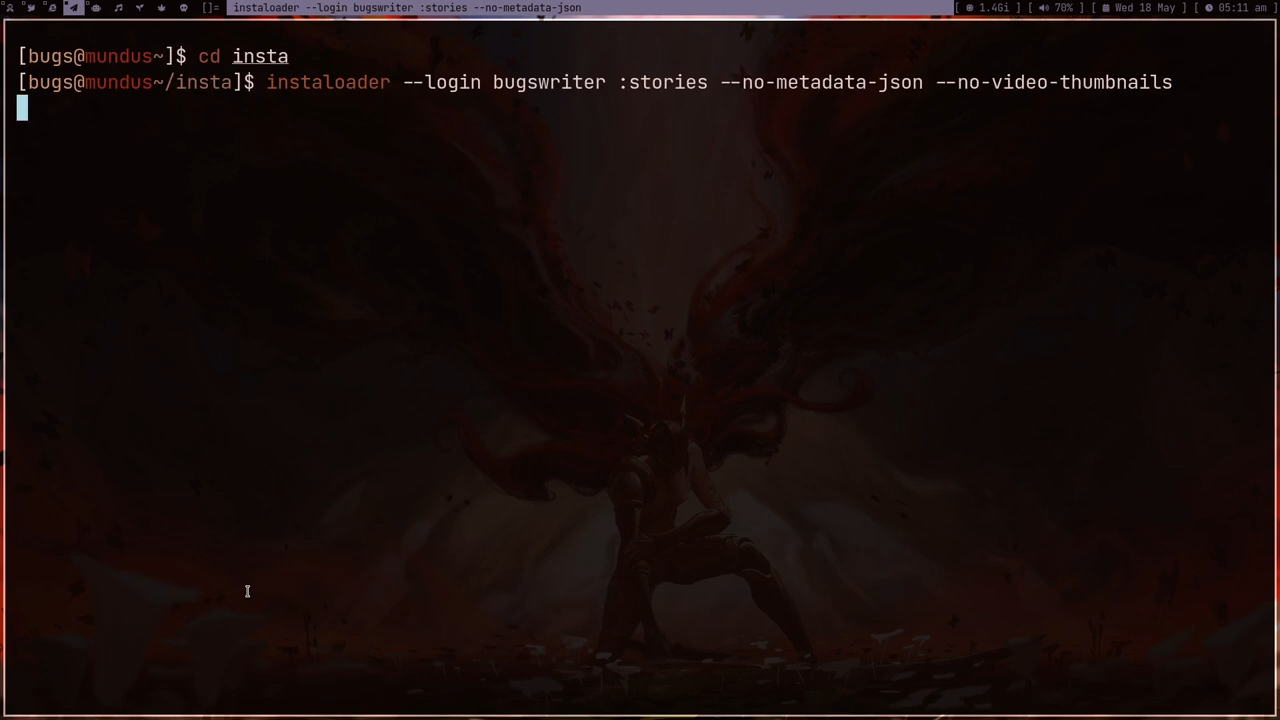 []= instaloader --login bugswriter :stories --no-metadata-json [ 1.4Gi ] [ 70% ] [ Wed 18 May ] [ 05:11 am ]
[bugs@mundus~]$ cd insta
[bugs@mundus~/insta]$ instaloader --login bugswriter :stories --no-metadata-json --no-video-thumbnails